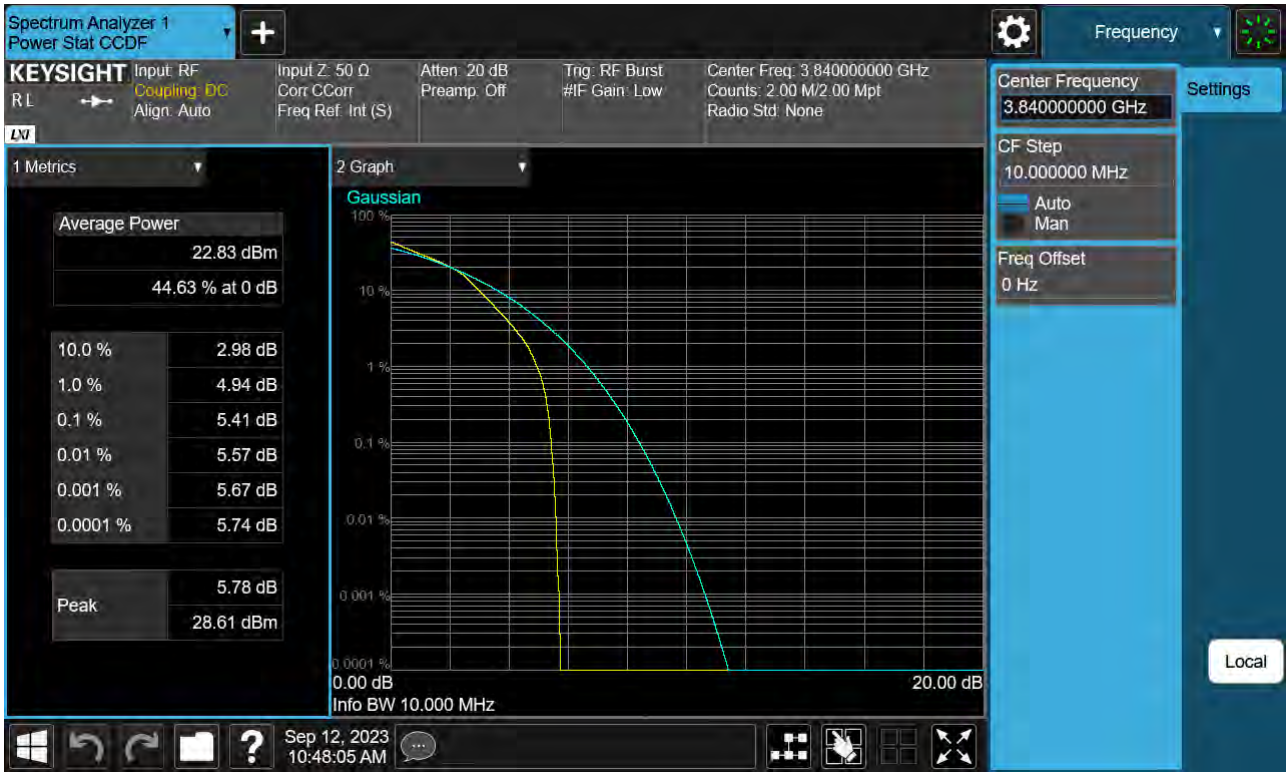 Spectrum Analyzer 1
Power Stat CCDF
Frequency
KEYSIGHT
RL
LXI
Input: RF
Coupling: DC
Align: Auto
Input Z: 50 Ω
Corr CCorr
Freq Ref: Int (S)
Atten: 20 dB
Preamp: Off
Trig: RF Burst
#IF Gain: Low
Center Freq: 3.840000000 GHz
Counts: 2.00 M/2.00 Mpt
Radio Std: None
Center Frequency
3.840000000 GHz
Settings
CF Step
10.000000 MHz
Auto
Man
Freq Offset
0 Hz
1 Metrics
Average Power
22.83 dBm
44.63 % at 0 dB
10.0 % 2.98 dB
1.0 % 4.94 dB
0.1 % 5.41 dB
0.01 % 5.57 dB
0.001 % 5.67 dB
0.0001 % 5.74 dB
Peak 5.78 dB
28.61 dBm
2 Graph
Gaussian
100 %
10 %
1 %
0.1 %
0.01 %
0.001 %
0.0001 %
0.00 dB 20.00 dB
Info BW 10.000 MHz
Local
?
Sep 12, 2023
10:48:05 AM